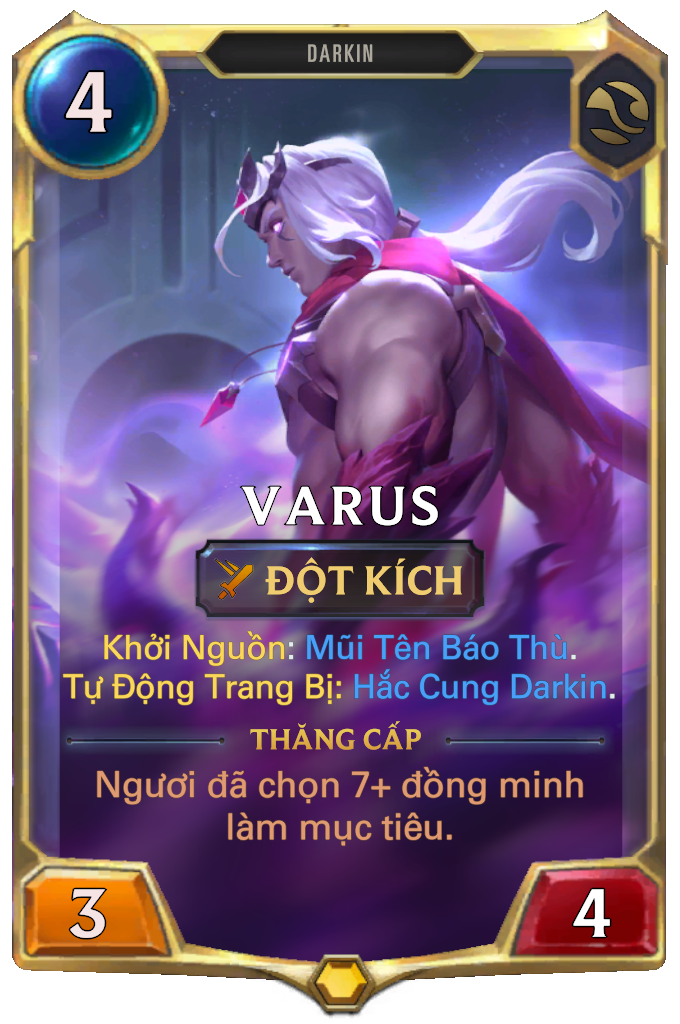 DARKIN
4
VARUS
ĐỘT KÍCH
Khởi Nguồn: Mũi Tên Báo Thù.
Tự Động Trang Bị: Hắc Cung Darkin.
THĂNG CẤP
Ngươi đã chọn 7+ đồng minh
làm mục tiêu.
3
4